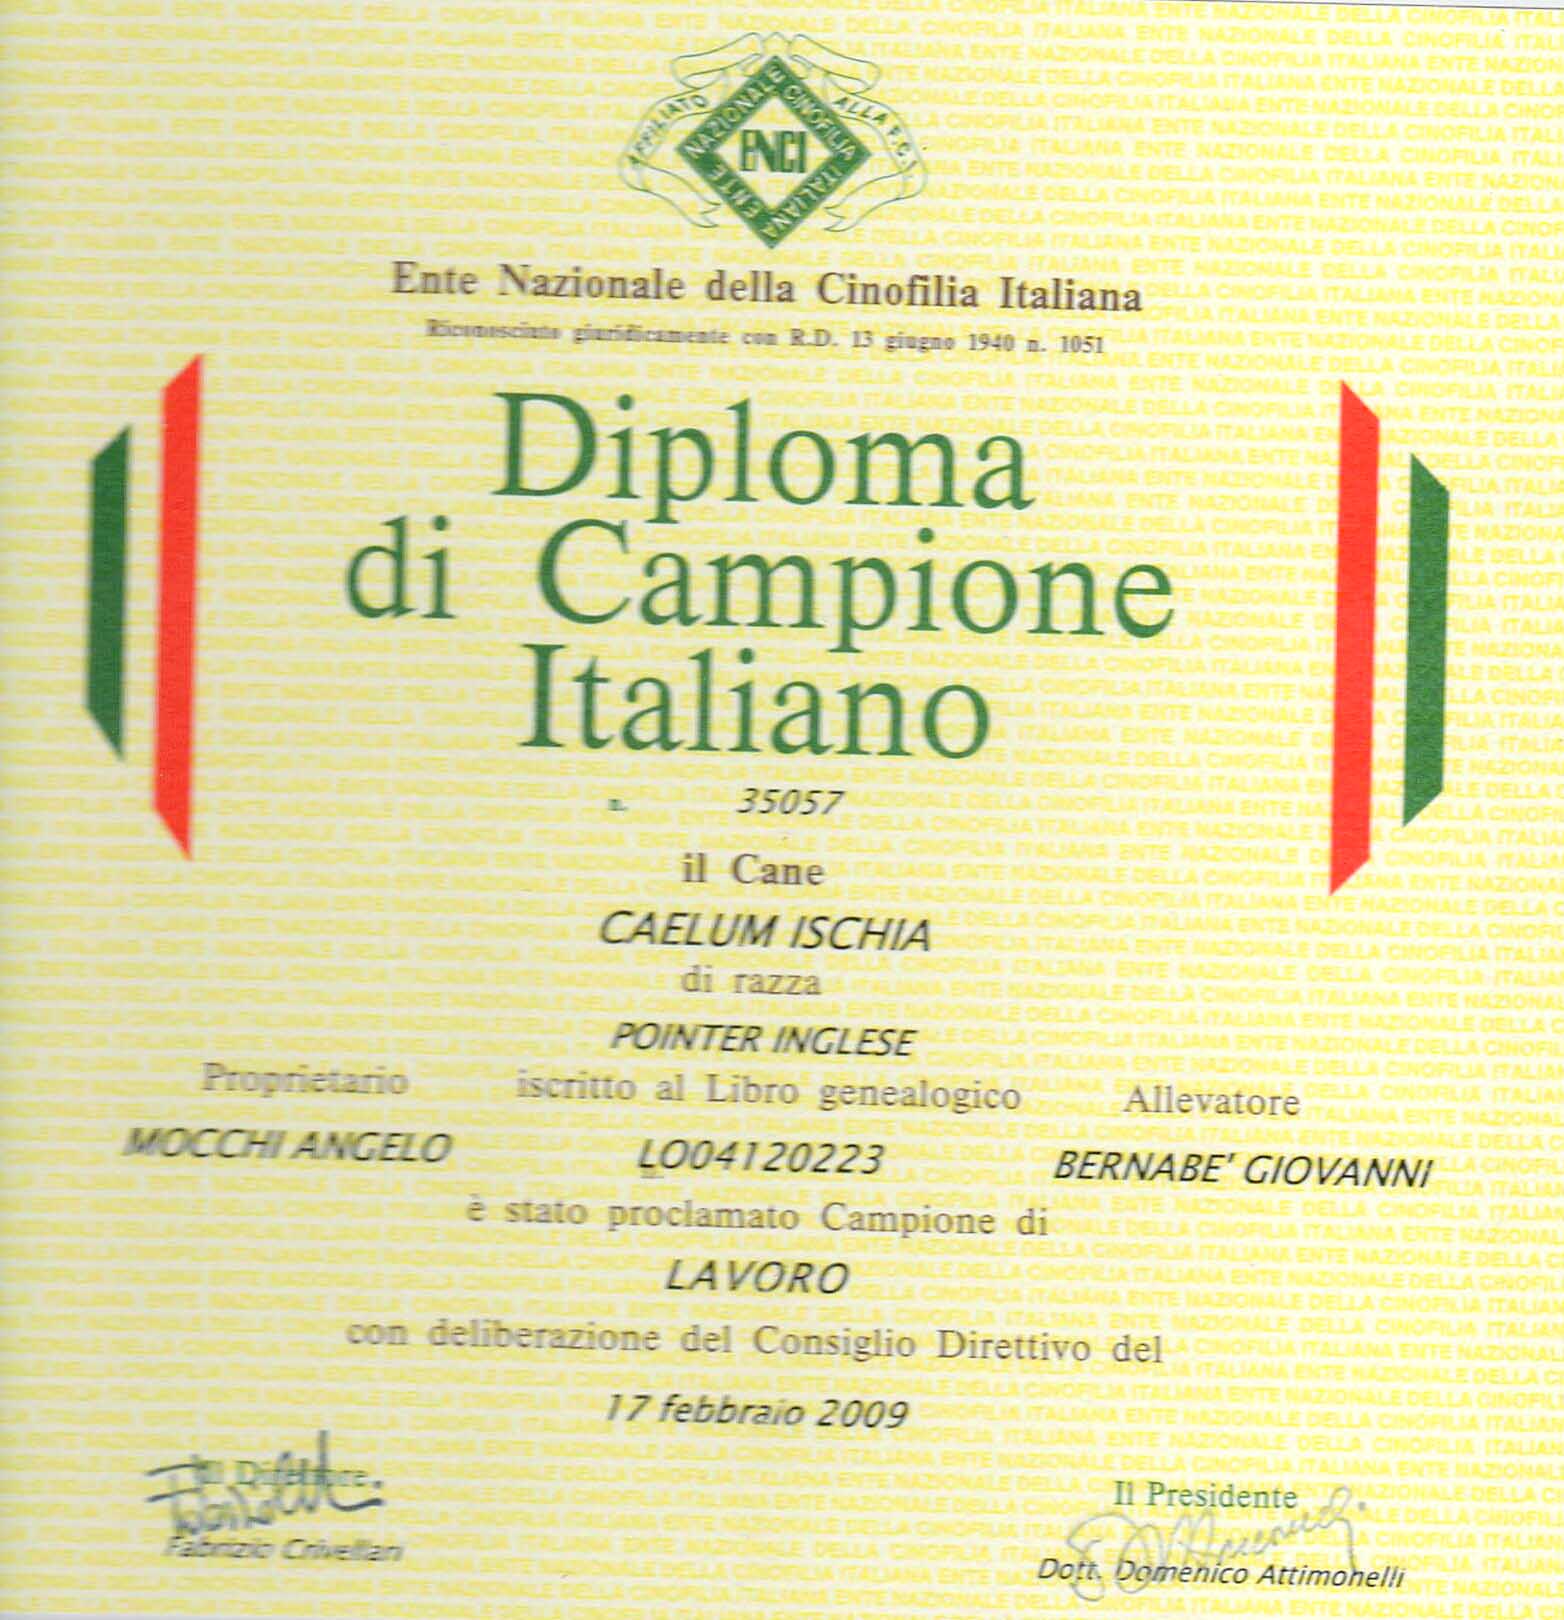 AFFILIATO ALLA F.C.I.
ENTE NAZIONALE CINOFILIA ITALIANA
ENCI
Ente Nazionale della Cinofilia Italiana
Riconosciuto giuridicamente con R.D. 13 giugno 1940 n. 1051
Diploma
di Campione
Italiano
n. 35057
il Cane
CAELUM ISCHIA
di razza
POINTER INGLESE
Proprietario iscritto al Libro genealogico Allevatore
MOCCHI ANGELO LO04120223 BERNABE' GIOVANNI
è stato proclamato Campione di
LAVORO
con deliberazione del Consiglio Direttivo del
17 febbraio 2009
Il Direttore
Fabrizio Crivellari
Il Presidente
Dott. Domenico Attimonelli